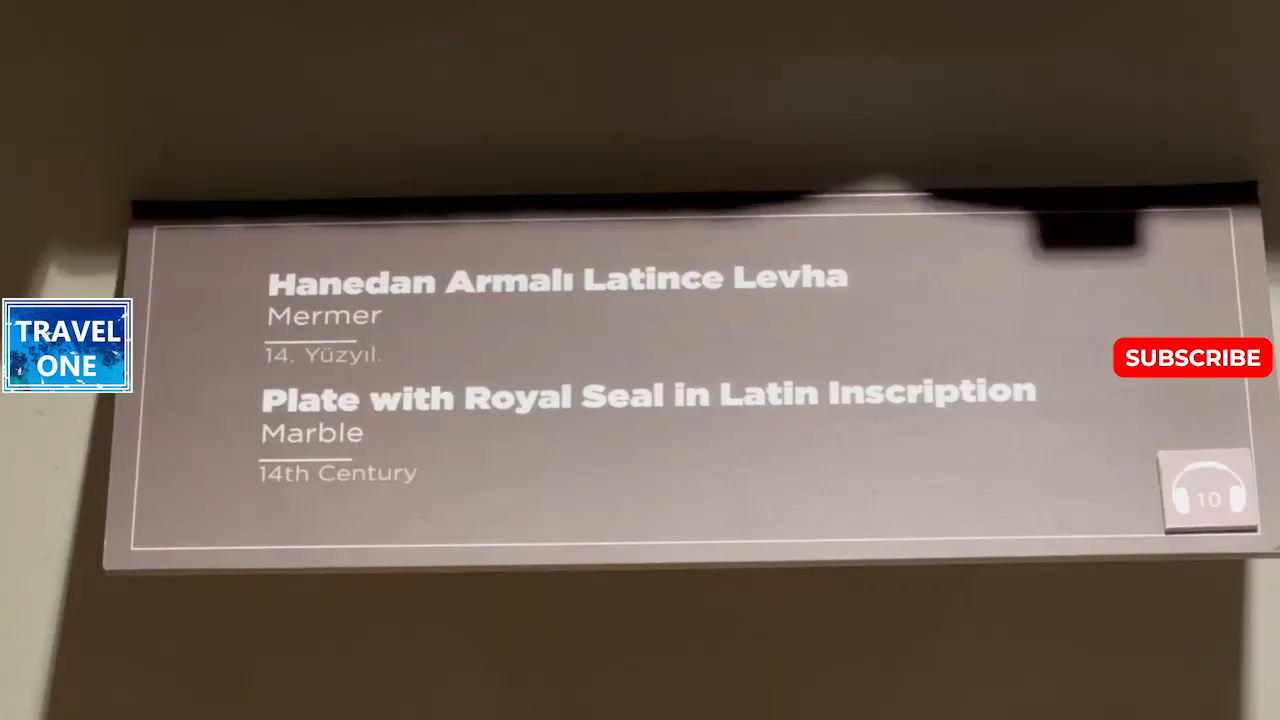 Hanedan Armalı Latince Levha
Mermer
14. Yüzyıl.
Plate with Royal Seal in Latin Inscription
Marble
14th Century
10
TRAVEL
ONE
SUBSCRIBE